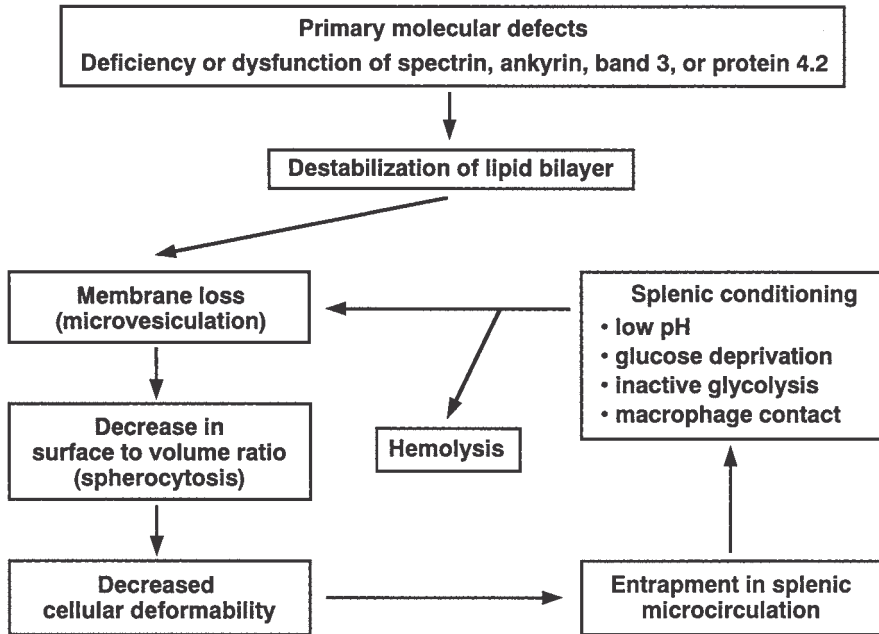 Primary molecular defects
Deficiency or dysfunction of spectrin, ankyrin, band 3, or protein 4.2
Destabilization of lipid bilayer
Membrane loss
(microvesiculation)
Splenic conditioning
• low pH
• glucose deprivation
• inactive glycolysis
• macrophage contact
Decrease in
surface to volume ratio
(spherocytosis)
Hemolysis
Decreased
cellular deformability
Entrapment in splenic
microcirculation